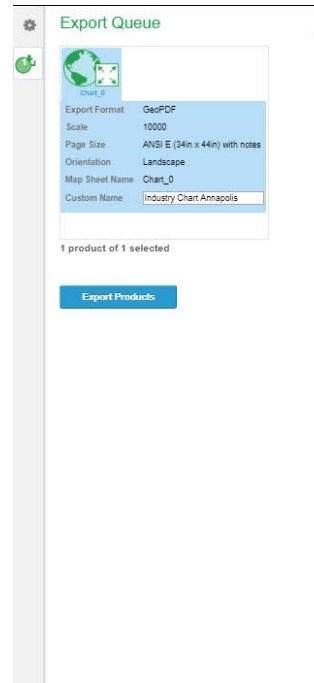 Export Queue
Chart_0
Export Format GeoPDF
Scale 10000
Page Size ANSI E (34in x 44in) with notes
Orientation Landscape
Map Sheet Name Chart_0
Custom Name Industry Chart Annapolis
1 product of 1 selected
Export Products